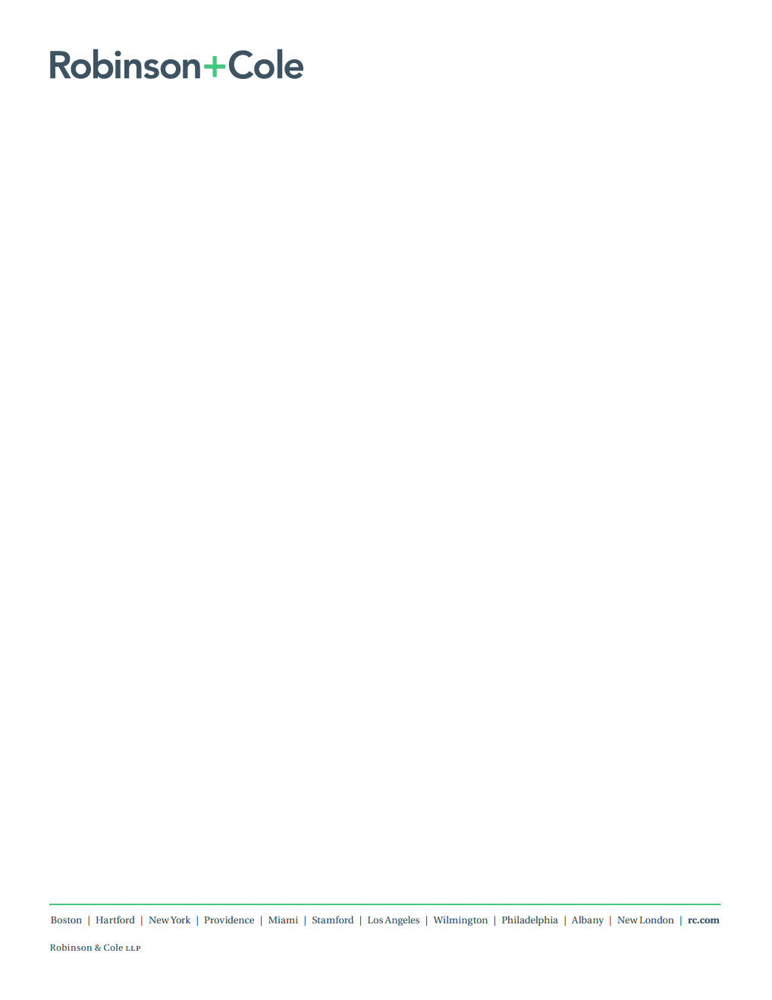 Robinson+Cole
Boston | Hartford | New York | Providence | Miami | Stamford | Los Angeles | Wilmington | Philadelphia | Albany | New London | rc.com
Robinson & Cole LLP